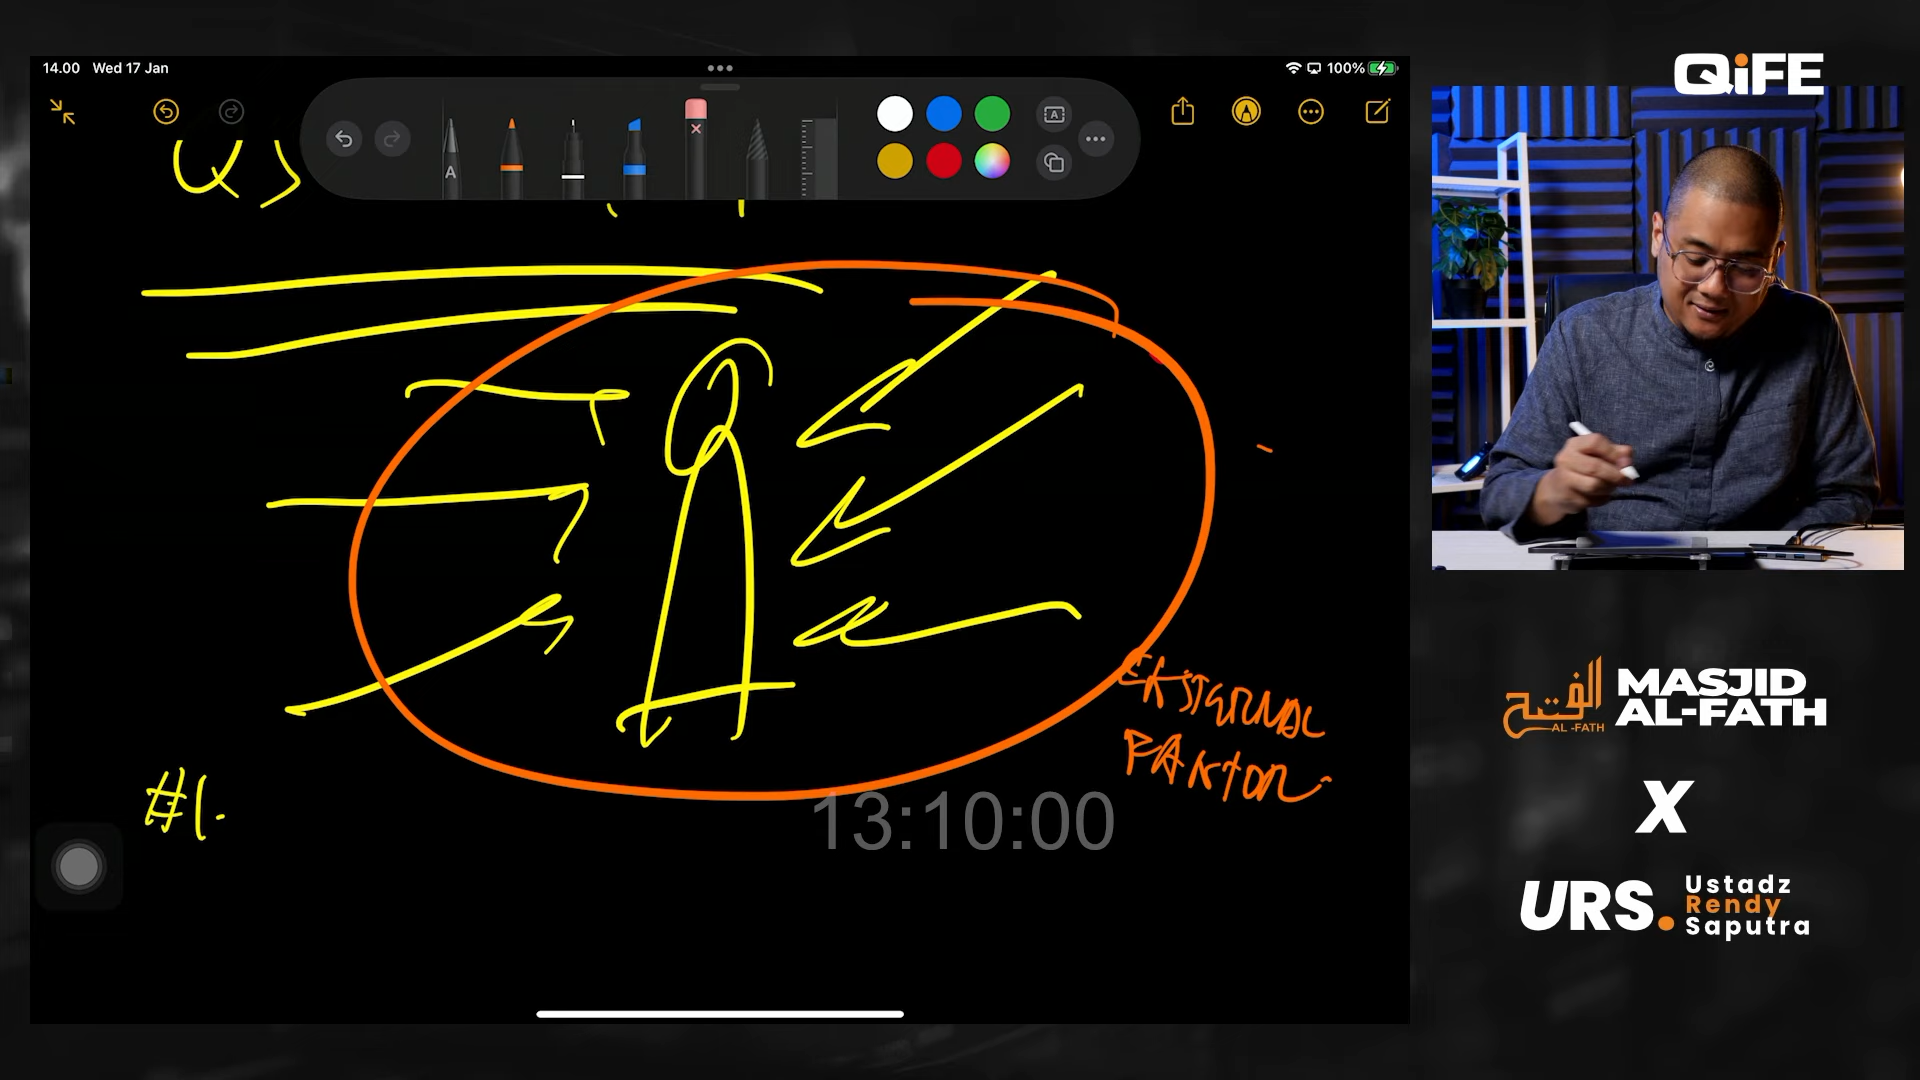 14.00 Wed 17 Jan
100%
A
A
QS
#1.
EKSTERNAL
FAKTOR
13:10:00
QiFE
الفتح
AL -FATH
MASJID
AL-FATH
X
URS.
Ustadz
Rendy
Saputra